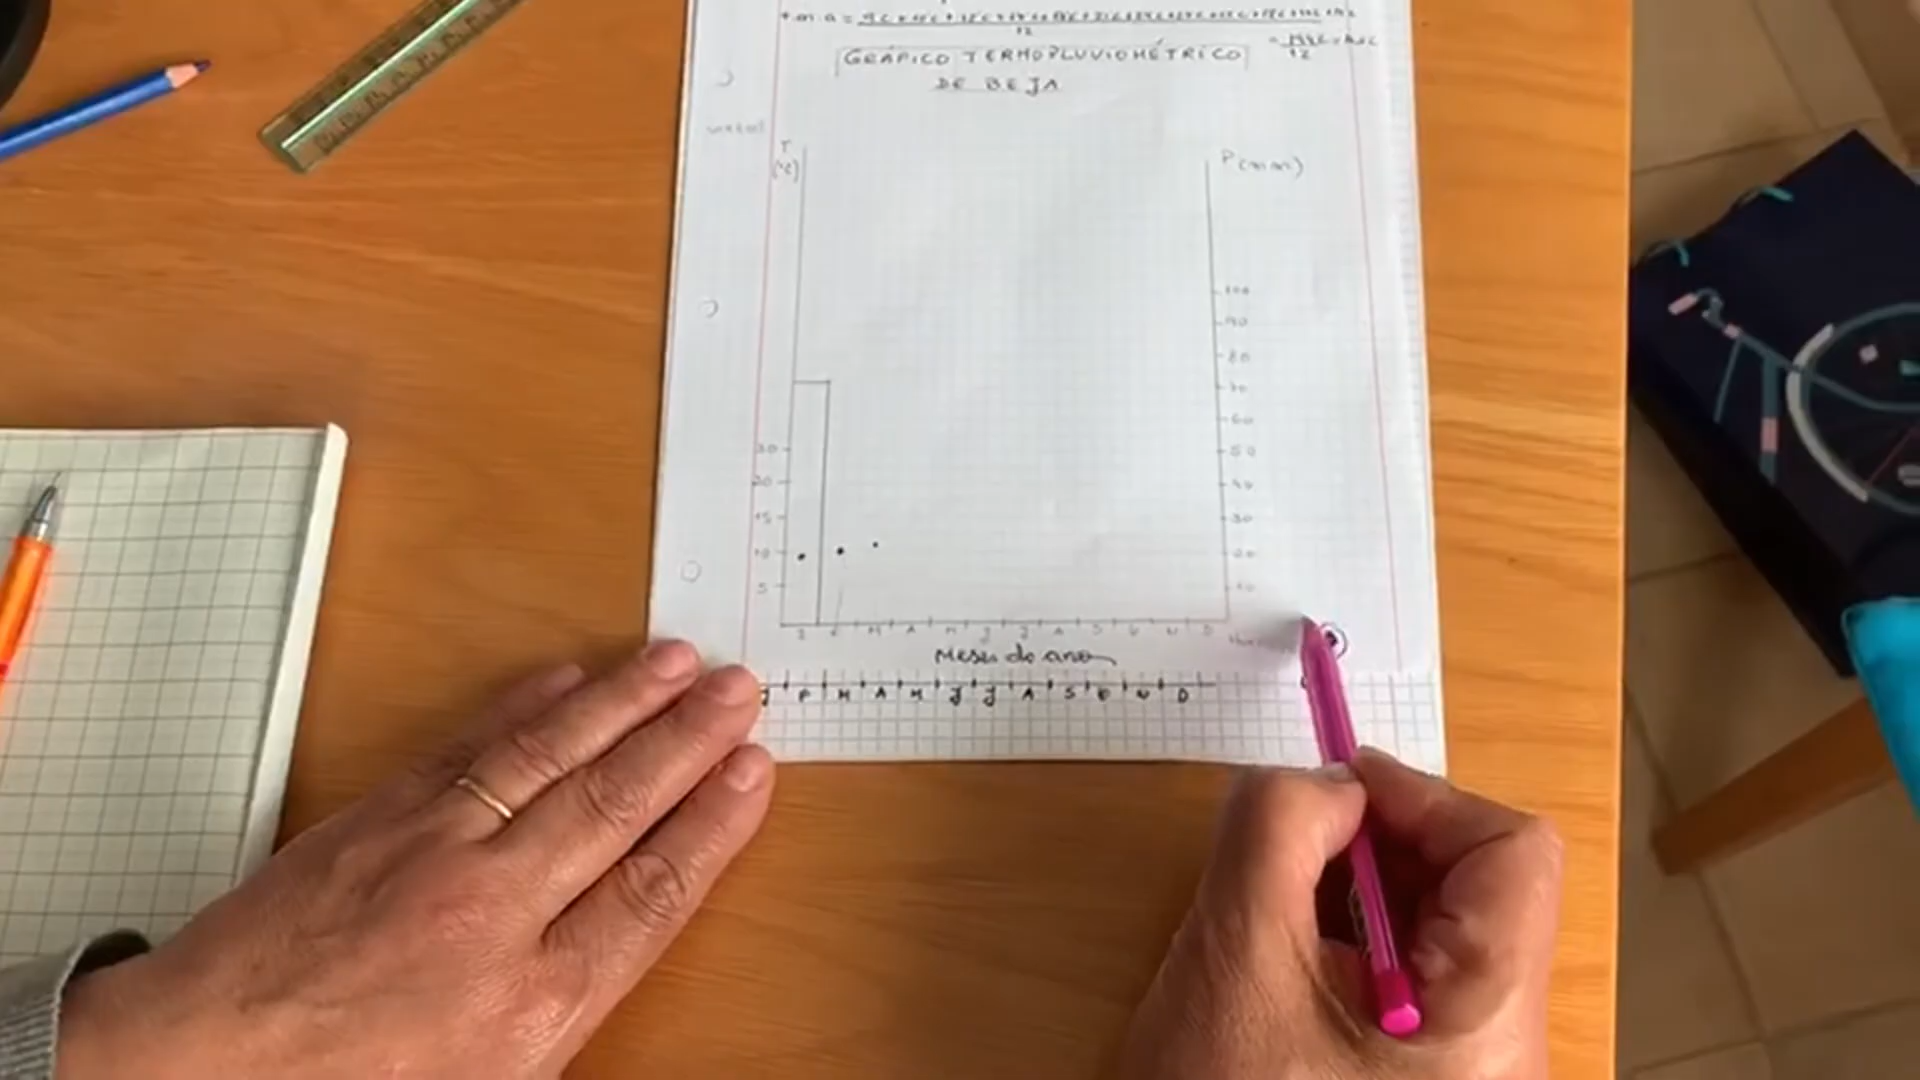 GRÁFICO TERMOPLUVIOMÉTRICO
DE BEJA
T
(ºC)
P(mm)
100
90
80
70
60
50
40
30
20
10
30
20
15
10
5
J F M A M J J A S O N D
Meses do ano
J F M A M J J A S O N D